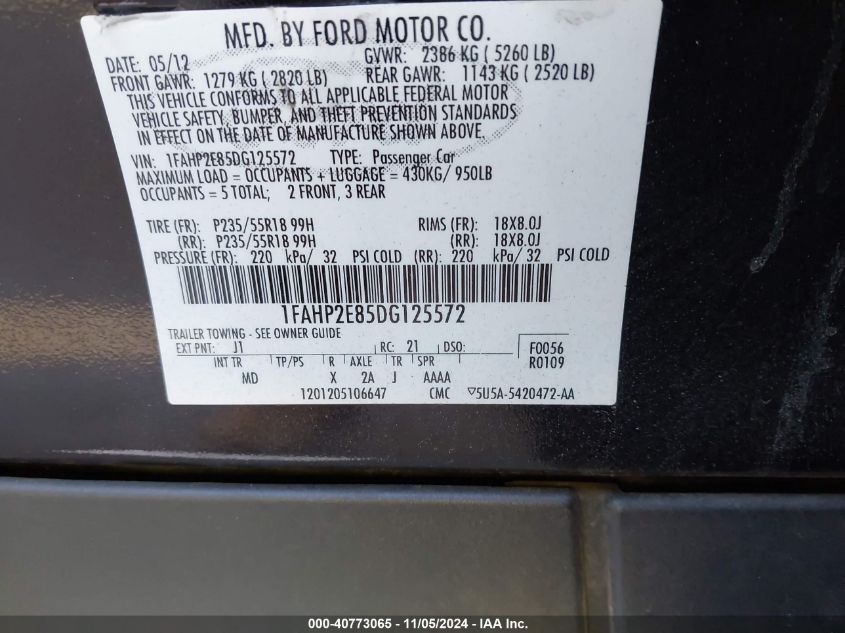 MFD. BY FORD MOTOR CO.
DATE: 05/12 GVWR: 2386 KG ( 5260 LB)
FRONT GAWR: 1279 KG ( 2820 LB) REAR GAWR: 1143 KG ( 2520 LB)
THIS VEHICLE CONFORMS TO ALL APPLICABLE FEDERAL MOTOR
VEHICLE SAFETY, BUMPER, AND THEFT PREVENTION STANDARDS
IN EFFECT ON THE DATE OF MANUFACTURE SHOWN ABOVE.
VIN: 1FAHP2E85DG125572 TYPE: Passenger Car
MAXIMUM LOAD = OCCUPANTS + LUGGAGE = 430KG/ 950LB
OCCUPANTS = 5 TOTAL; 2 FRONT, 3 REAR
TIRE (FR): P235/55R18 99H RIMS (FR): 18X8.0J
(RR): P235/55R18 99H (RR): 18X8.0J
PRESSURE (FR): 220 kPa/ 32 PSI COLD (RR): 220 kPa/ 32 PSI COLD
1FAHP2E85DG125572
TRAILER TOWING - SEE OWNER GUIDE
EXT PNT: J1 RC: 21 DSO: F0056
INT TR TP/PS R AXLE TR SPR R0109
MD X 2A J AAAA
1201205106647 CMC ▽5U5A-5420472-AA
000-40773065 - 11/05/2024 - IAA Inc.